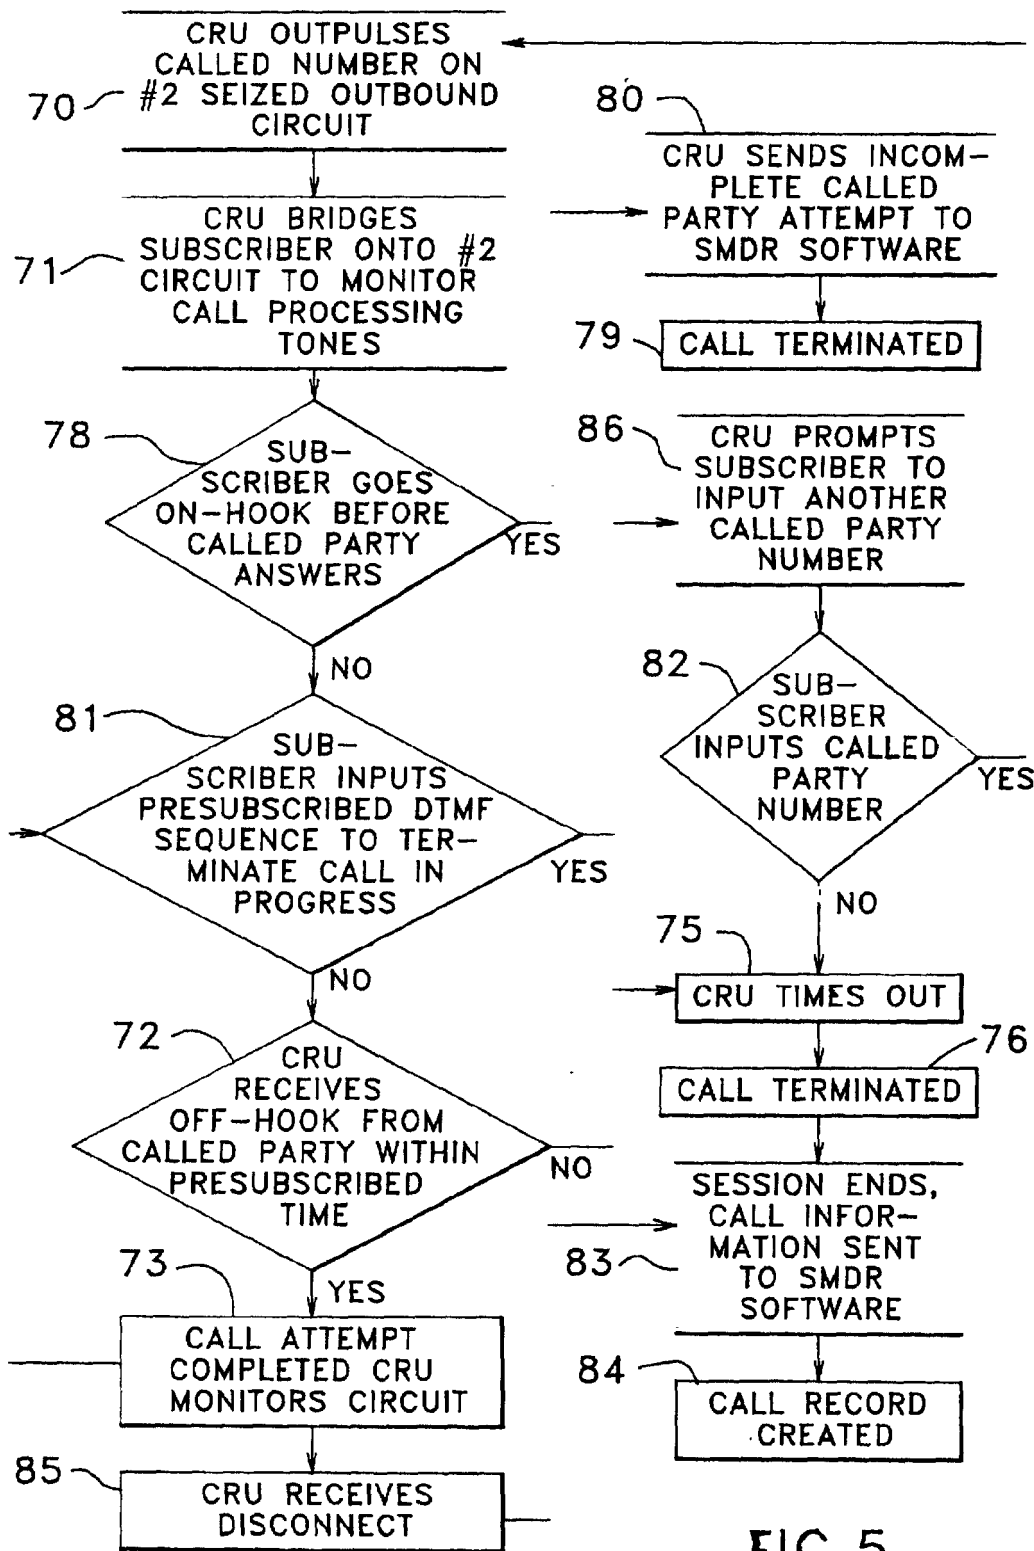 CRU OUTPULSES
CALLED NUMBER ON
#2 SEIZED OUTBOUND
CIRCUIT
70
CRU BRIDGES
SUBSCRIBER ONTO #2
CIRCUIT TO MONITOR
CALL PROCESSING
TONES
71
78
SUB-
SCRIBER GOES
ON-HOOK BEFORE
CALLED PARTY
ANSWERS
YES
NO
81
SUB-
SCRIBER INPUTS
PRESUBSCRIBED DTMF
SEQUENCE TO TER-
MINATE CALL IN
PROGRESS
YES
NO
72
CRU
RECEIVES
OFF-HOOK FROM
CALLED PARTY WITHIN
PRESUBSCRIBED
TIME
NO
YES
73
CALL ATTEMPT
COMPLETED CRU
MONITORS CIRCUIT
85
CRU RECEIVES
DISCONNECT
80
CRU SENDS INCOM-
PLETE CALLED
PARTY ATTEMPT TO
SMDR SOFTWARE
79
CALL TERMINATED
86
CRU PROMPTS
SUBSCRIBER TO
INPUT ANOTHER
CALLED PARTY
NUMBER
82
SUB-
SCRIBER
INPUTS CALLED
PARTY
NUMBER
YES
NO
75
CRU TIMES OUT
76
CALL TERMINATED
SESSION ENDS,
CALL INFOR-
MATION SENT
TO SMDR
SOFTWARE
83
84
CALL RECORD
CREATED
FIG 5